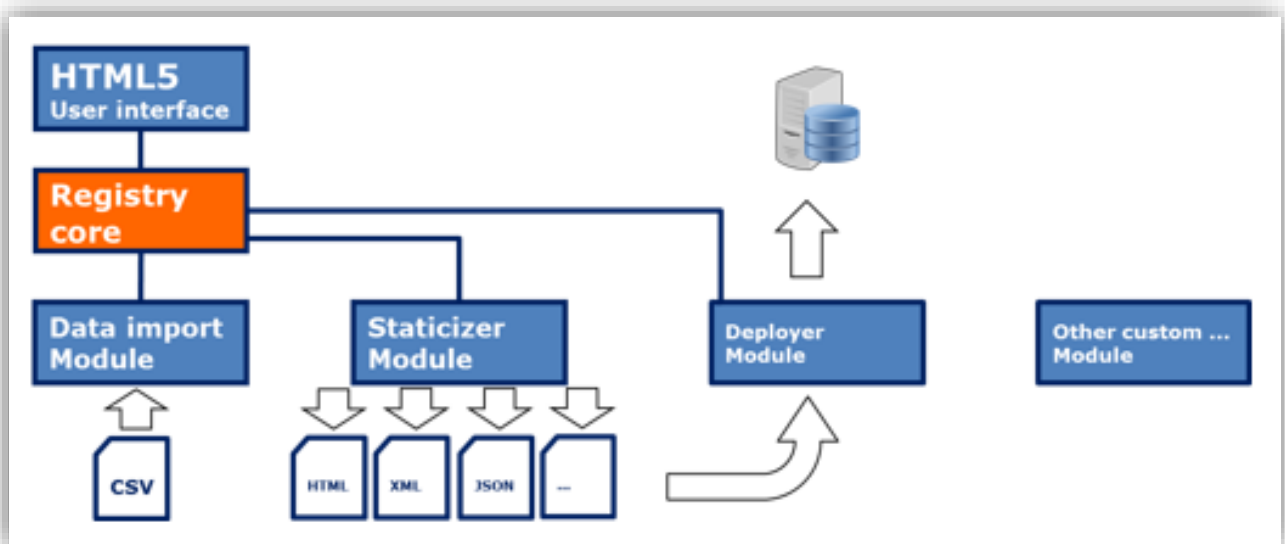 HTML5
User interface
Registry
core
Data import
Module
Staticizer
Module
Deployer
Module
Other custom ...
Module
CSV
HTML
XML
JSON
...